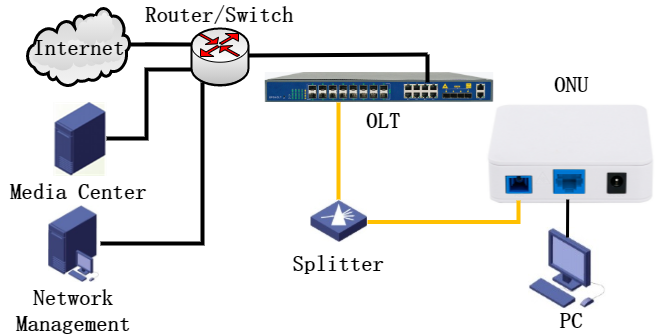 Router/Switch
Internet
ONU
OLT
Media Center
Splitter
Network
Management
PC